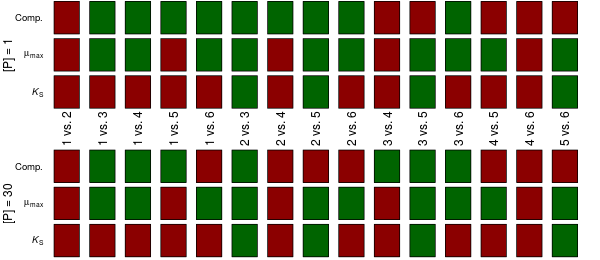 [P] = 1
Comp.
μmax
KS
1 vs. 2
1 vs. 3
1 vs. 4
1 vs. 5
1 vs. 6
2 vs. 3
2 vs. 4
2 vs. 5
2 vs. 6
3 vs. 4
3 vs. 5
3 vs. 6
4 vs. 5
4 vs. 6
5 vs. 6
[P] = 30
Comp.
μmax
KS